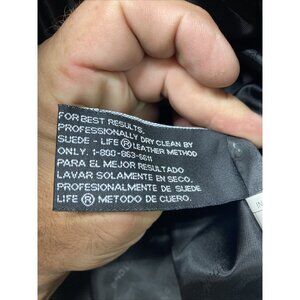 FOR BEST RESULTS.
PROFESSIONALLY DRY CLEAN BY
SUEDE - LIFE ® LEATHER METHOD
ONLY. 1-800-863-6611
PARA EL MEJOR RESULTADO
LAVAR SOLAMENTE EN SECO.
PROFESIONALMENTE DE SUEDE
LIFE ® METODO DE CUERO.